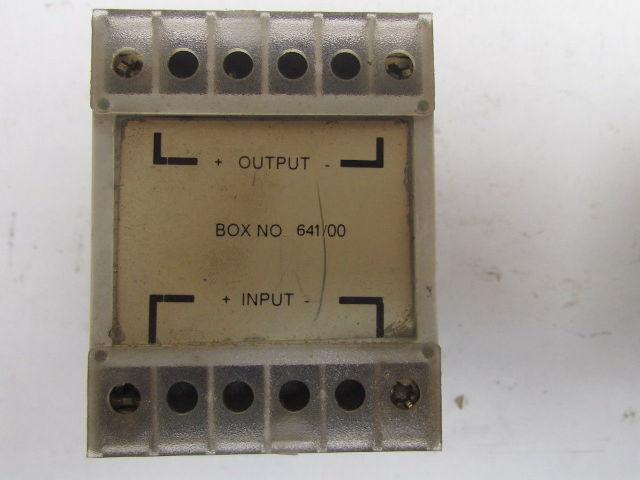 + OUTPUT -
BOX NO. 641/00
+ INPUT -